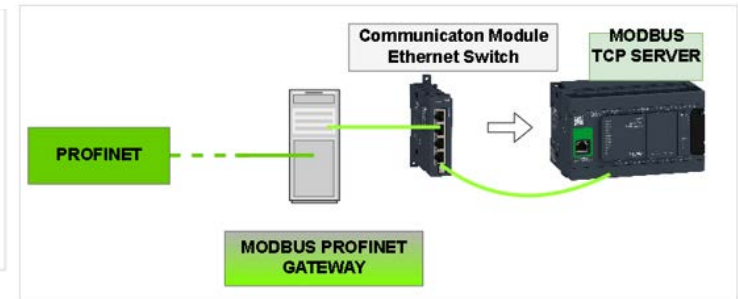 Communicaton Module
Ethernet Switch
MODBUS
TCP SERVER
PROFINET
MODBUS PROFINET
GATEWAY